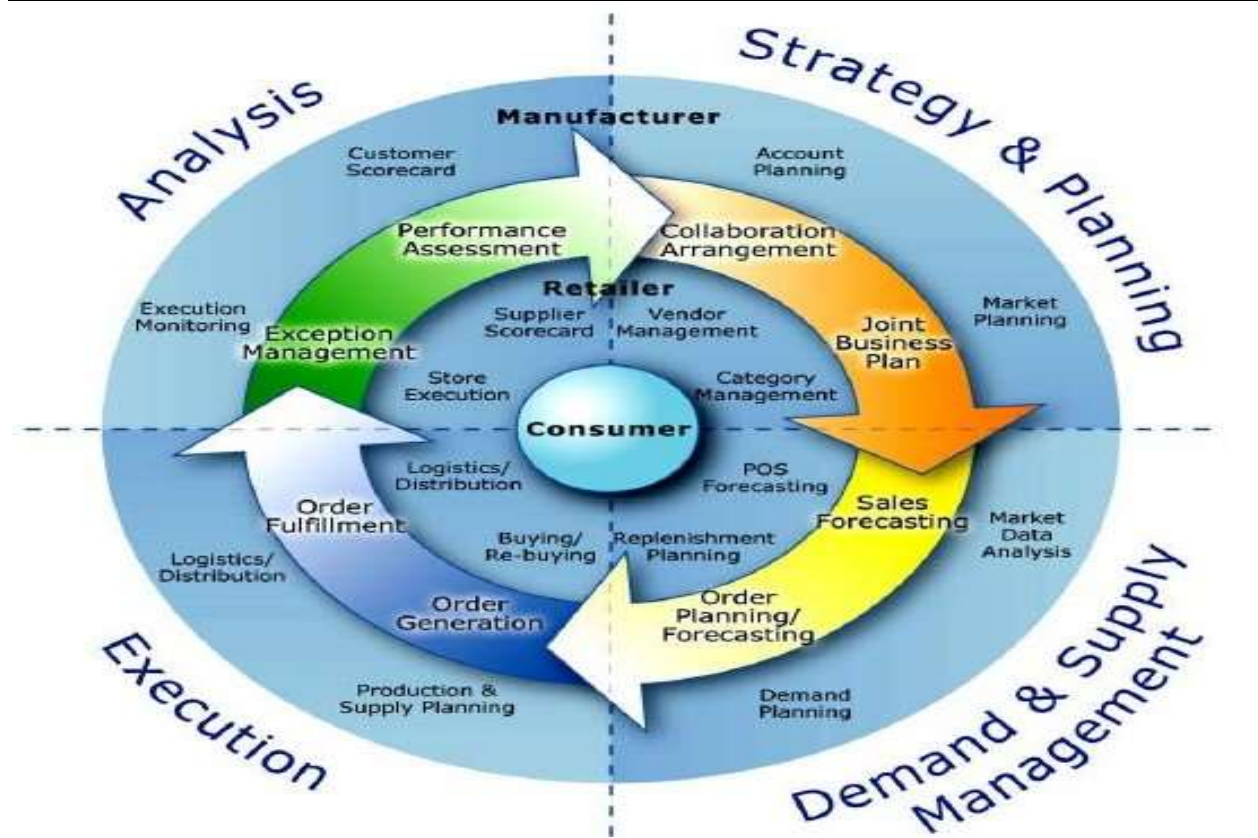 Analysis
Strategy & Planning
Manufacturer
Customer
Scorecard
Account
Planning
Performance
Assessment
Collaboration
Arrangement
Retailer
Execution
Monitoring
Supplier
Scorecard
Vendor
Management
Market
Planning
Exception
Management
Joint
Business
Plan
Store
Execution
Category
Management
Consumer
Logistics/
Distribution
POS
Forecasting
Order
Fulfillment
Sales
Forecasting
Market
Data
Analysis
Buying/
Re-buying
Replenishment
Planning
Logistics/
Distribution
Order
Generation
Order
Planning/
Forecasting
Production &
Supply Planning
Demand
Planning
Execution
Demand & Supply
Management